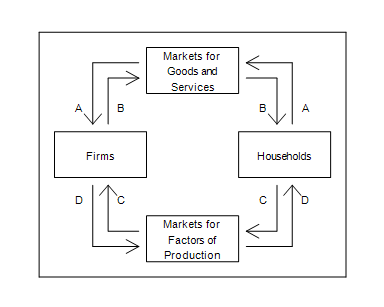 Markets for
Goods and
Services
A
B
B
A
Firms
Households
D
C
C
D
Markets for
Factors of
Production